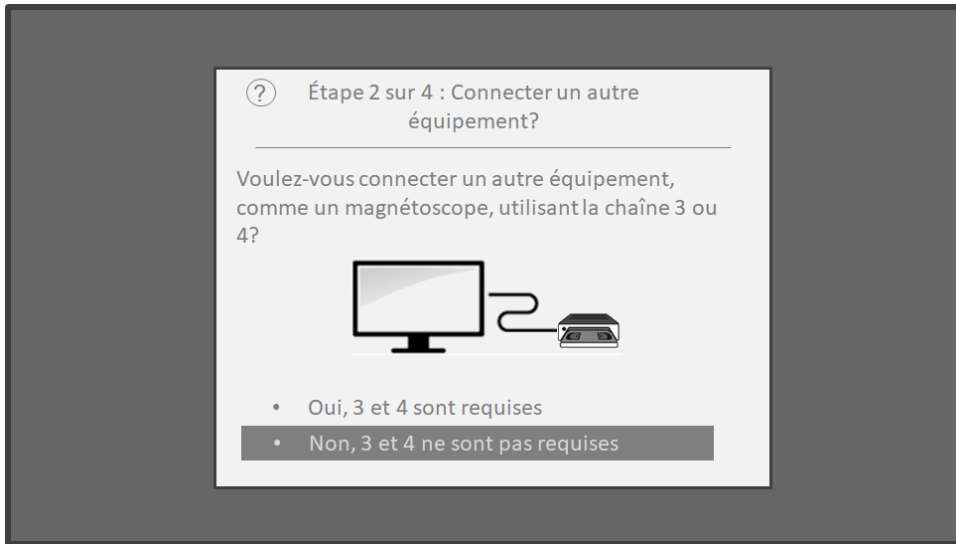 ? Étape 2 sur 4 : Connecter un autre
équipement?
Voulez-vous connecter un autre équipement,
comme un magnétoscope, utilisant la chaîne 3 ou
4?
• Oui, 3 et 4 sont requises
• Non, 3 et 4 ne sont pas requises